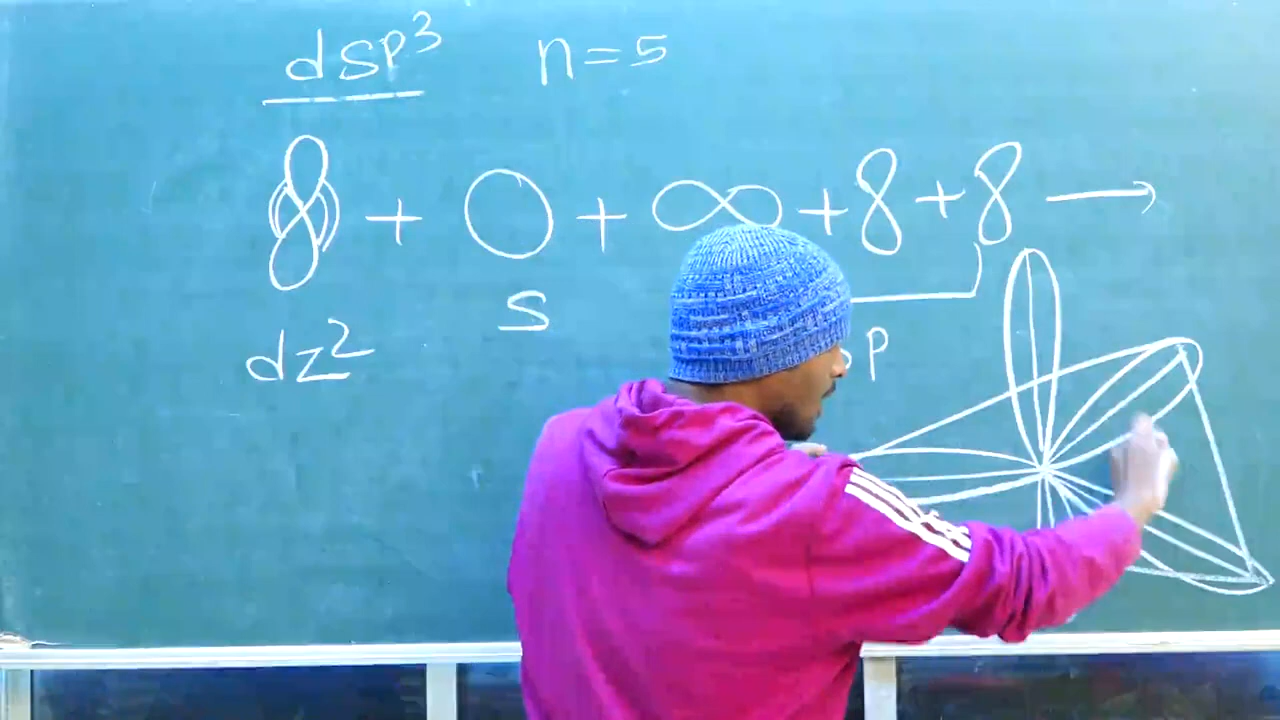 dsp³ n=5
+ + + + →
dz² s p